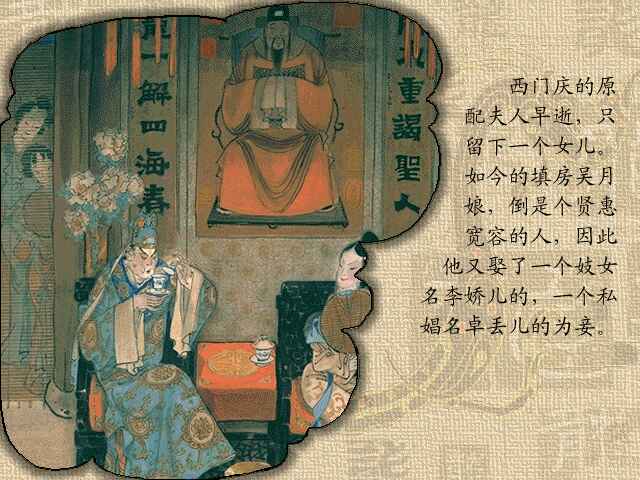 西门庆的原
配夫人早逝，只
留下一个女儿。
如今的填房吴月
娘，倒是个贤惠
宽容的人，因此
他又娶了一个妓女
名李娇儿的，一个私
娼名卓丢儿的为妾。
龍一解四海春
北重謁聖人